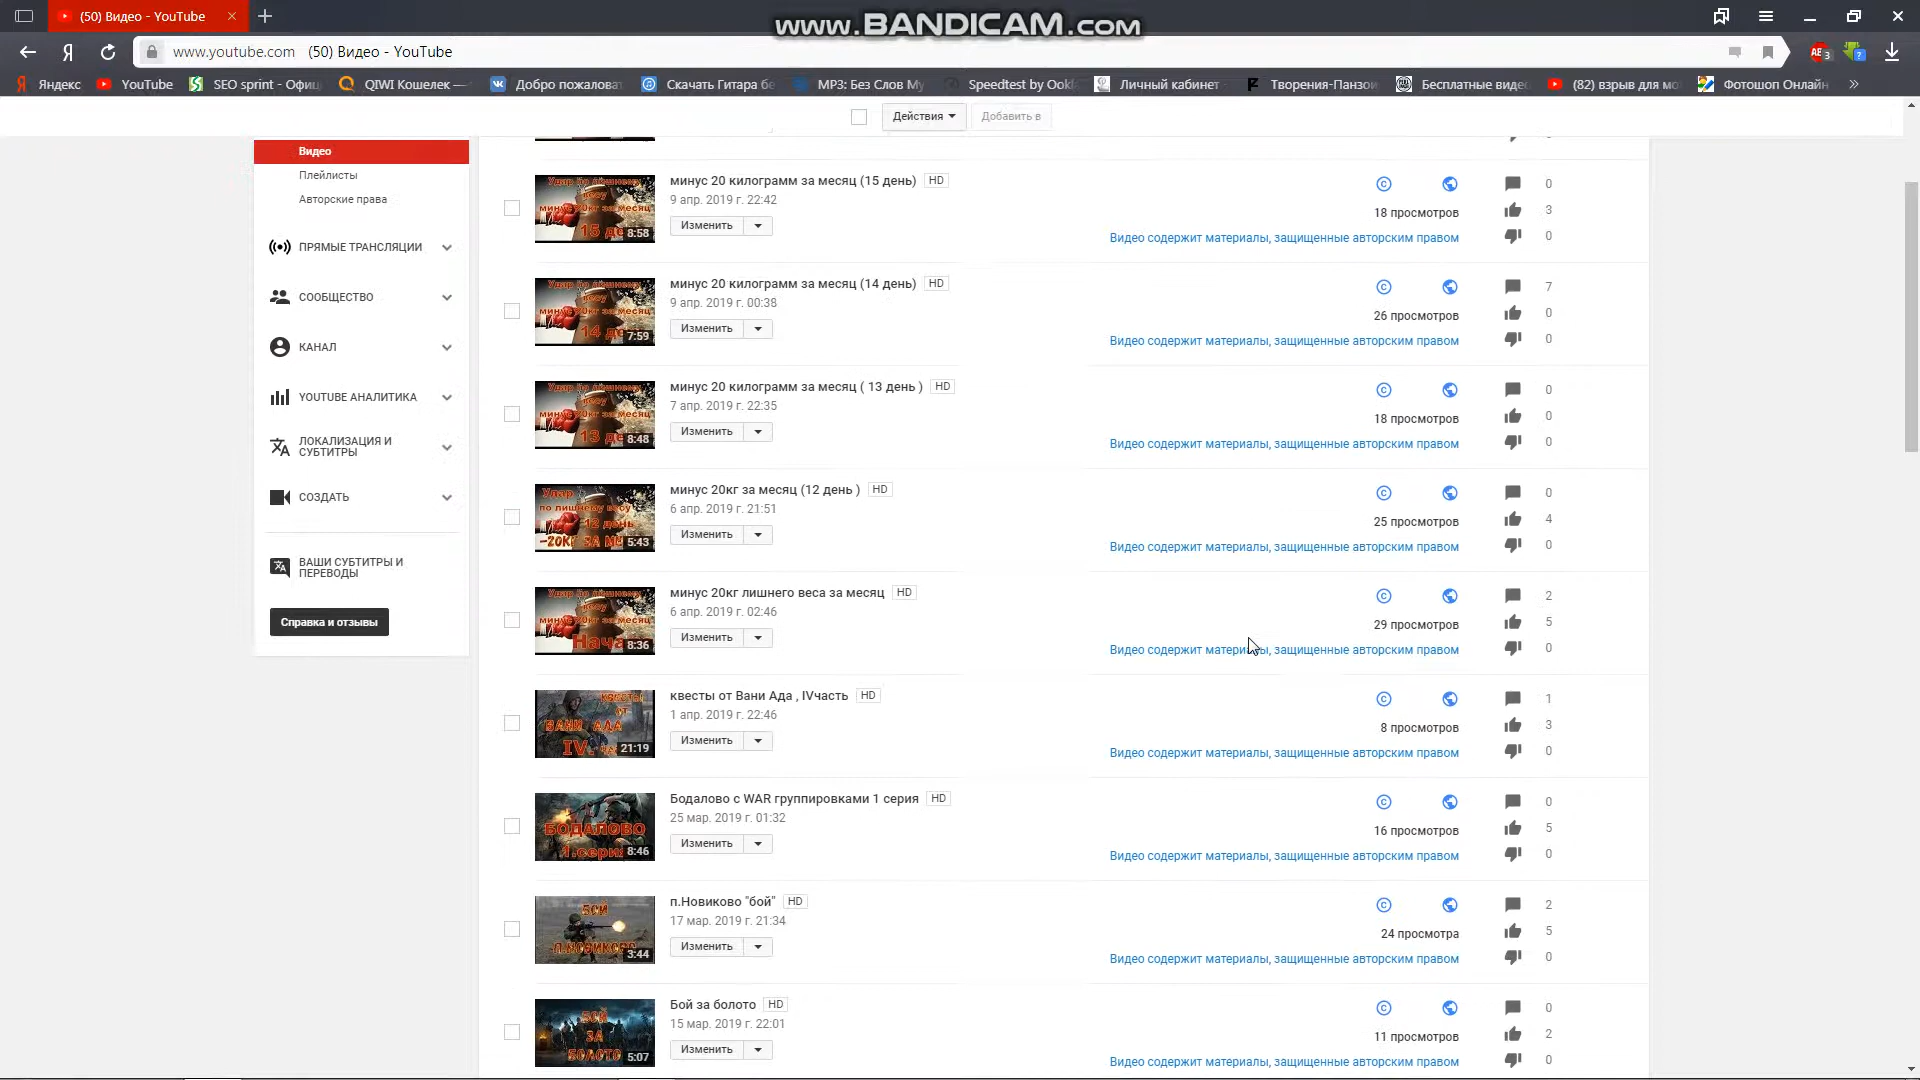 (50) Видео - YouTube
www.BANDICAM.com
www.youtube.com (50) Видео - YouTube
Яндекс YouTube SEO sprint - Офиц QIWI Кошелек — Добро пожалова Скачать Гитара бе MP3: Без Слов Му Speedtest by Ookl Личный кабинет Творения-Панзои Бесплатные видео (82) взрыв для мо Фотошоп Онлайн
Действия Добавить в
Видео
Плейлисты
Авторские права
ПРЯМЫЕ ТРАНСЛЯЦИИ
СООБЩЕСТВО
КАНАЛ
YOUTUBE АНАЛИТИКА
ЛОКАЛИЗАЦИЯ И
СУБТИТРЫ
СОЗДАТЬ
ВАШИ СУБТИТРЫ И
ПЕРЕВОДЫ
Справка и отзывы
минус 20 килограмм за месяц (15 день) HD
9 апр. 2019 г. 22:42
Изменить
8:58
18 просмотров
Видео содержит материалы, защищенные авторским правом
0
3
0
минус 20 килограмм за месяц (14 день) HD
9 апр. 2019 г. 00:38
Изменить
7:59
26 просмотров
Видео содержит материалы, защищенные авторским правом
7
0
0
минус 20 килограмм за месяц ( 13 день ) HD
7 апр. 2019 г. 22:35
Изменить
8:48
18 просмотров
Видео содержит материалы, защищенные авторским правом
0
0
0
минус 20кг за месяц (12 день ) HD
6 апр. 2019 г. 21:51
Изменить
5:43
25 просмотров
Видео содержит материалы, защищенные авторским правом
0
4
0
минус 20кг лишнего веса за месяц HD
6 апр. 2019 г. 02:46
Изменить
8:36
29 просмотров
Видео содержит материалы, защищенные авторским правом
2
5
0
квесты от Вани Ада , IVчасть HD
1 апр. 2019 г. 22:46
Изменить
21:19
8 просмотров
Видео содержит материалы, защищенные авторским правом
1
3
0
Бодалово с WAR группировками 1 серия HD
25 мар. 2019 г. 01:32
Изменить
БОДАЛОВО
8:46
16 просмотров
Видео содержит материалы, защищенные авторским правом
0
5
0
п.Новиково "бой" HD
17 мар. 2019 г. 21:34
Изменить
БОЙ
3:44
24 просмотра
Видео содержит материалы, защищенные авторским правом
2
5
0
Бой за болото HD
15 мар. 2019 г. 22:01
Изменить
БОЙ
ЗА
БОЛОТО
5:07
11 просмотров
Видео содержит материалы, защищенные авторским правом
0
2
0